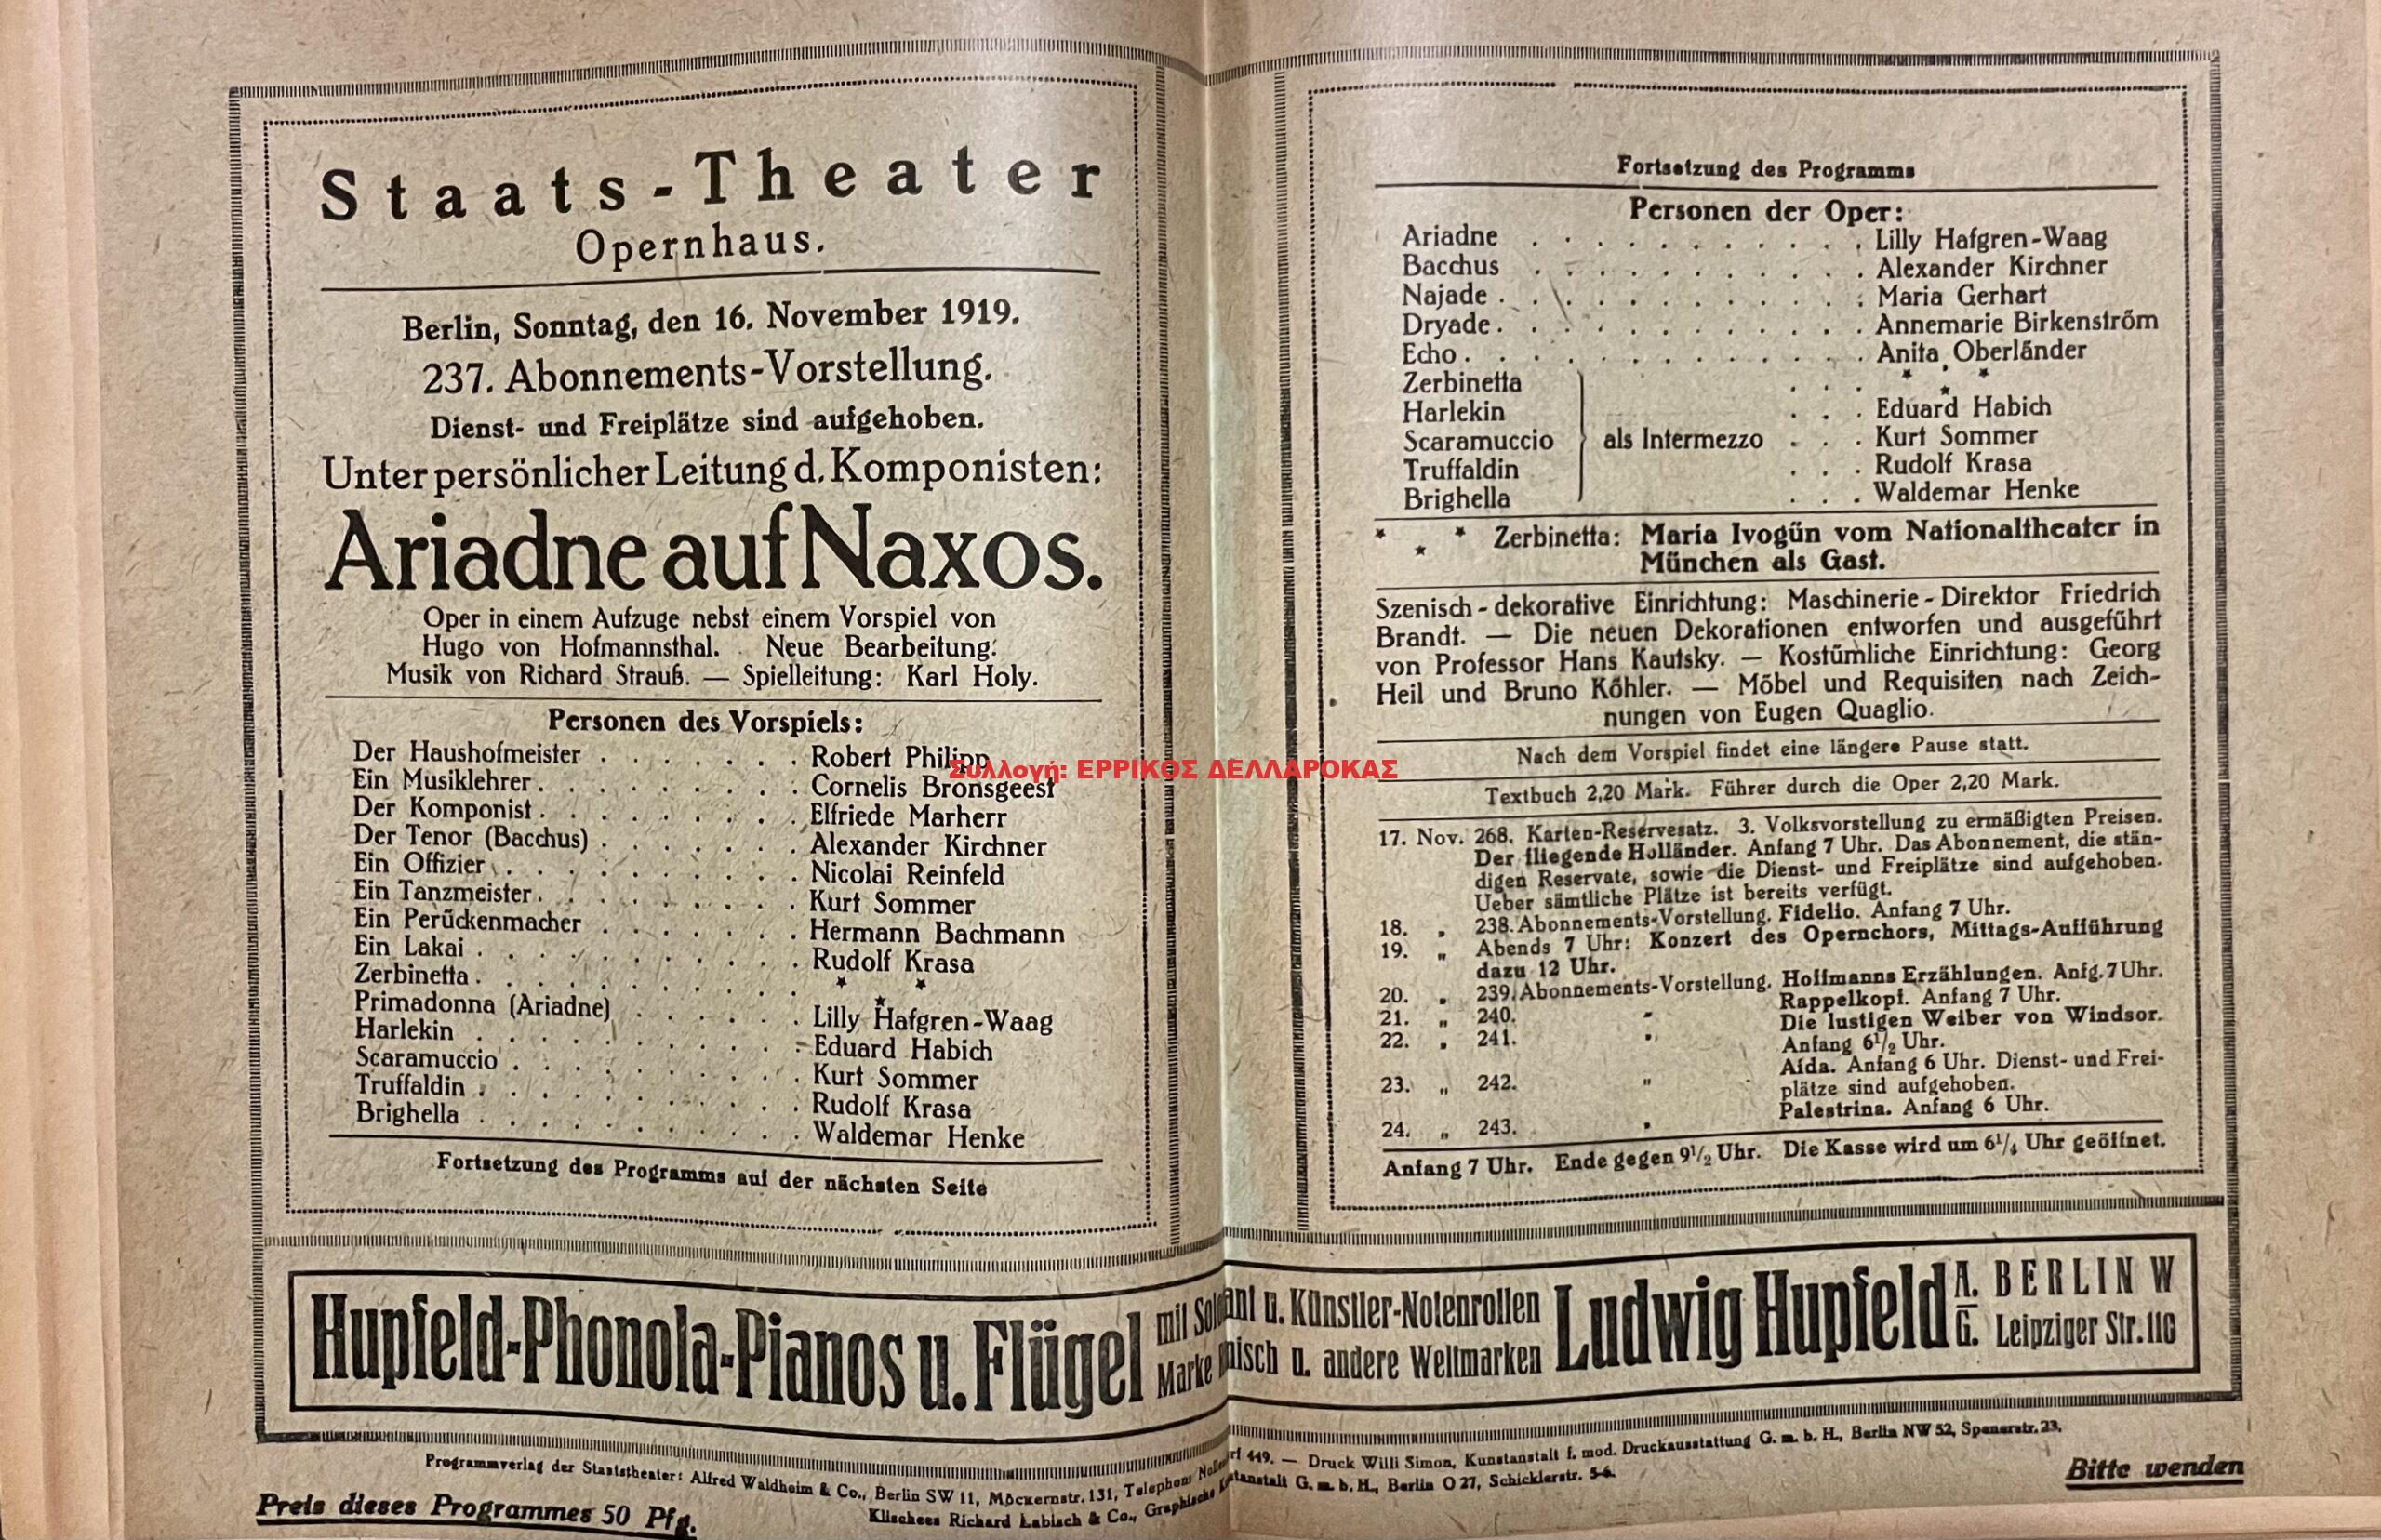 Staats-Theater
Opernhaus.
Berlin, Sonntag, den 16. November 1919.
237. Abonnements-Vorstellung.
Dienst- und Freiplätze sind aufgehoben.
Unter persönlicher Leitung d. Komponisten:
Ariadne auf Naxos.
Oper in einem Aufzuge nebst einem Vorspiel von
Hugo von Hofmannsthal. Neue Bearbeitung.
Musik von Richard Strauß. — Spielleitung: Karl Holy.
Personen des Vorspiels:
Der Haushofmeister . . . . . . . Robert Philipp
Ein Musiklehrer . . . . . . . . . Cornelis Bronsgeest
Der Komponist . . . . . . . . . Elfriede Marherr
Der Tenor (Bacchus) . . . . . . . Alexander Kirchner
Ein Offizier . . . . . . . . . . Nicolai Reinfeld
Ein Tanzmeister . . . . . . . . . Kurt Sommer
Ein Perückenmacher . . . . . . . Hermann Bachmann
Ein Lakai . . . . . . . . . . . Rudolf Krasa
Zerbinetta . . . . . . . . . . . * * *
Primadonna (Ariadne) . . . . . . Lilly Hafgren-Waag
Harlekin . . . . . . . . . . . Eduard Habich
Scaramuccio . . . . . . . . . . Kurt Sommer
Truffaldin . . . . . . . . . . . Rudolf Krasa
Brighella . . . . . . . . . . . Waldemar Henke
Fortsetzung des Programms auf der nächsten Seite
Fortsetzung des Programms
Personen der Oper:
Ariadne . . . . . . . . . . . Lilly Hafgren-Waag
Bacchus . . . . . . . . . . . Alexander Kirchner
Najade . . . . . . . . . . . . Maria Gerhart
Dryade . . . . . . . . . . . . Annemarie Birkenström
Echo . . . . . . . . . . . . . Anita Oberländer
Zerbinetta . . . * * *
Harlekin . . . Eduard Habich
Scaramuccio als Intermezzo . . . Kurt Sommer
Truffaldin . . . Rudolf Krasa
Brighella . . . Waldemar Henke
* * * Zerbinetta: Maria Ivogün vom Nationaltheater in
München als Gast.
Szenisch-dekorative Einrichtung: Maschinerie-Direktor Friedrich
Brandt. — Die neuen Dekorationen entworfen und ausgeführt
von Professor Hans Kautsky. — Kostümliche Einrichtung: Georg
Heil und Bruno Köhler. — Möbel und Requisiten nach Zeich-
nungen von Eugen Quaglio.
Nach dem Vorspiel findet eine längere Pause statt.
Textbuch 2,20 Mark. Führer durch die Oper 2,20 Mark.
17. Nov. 268. Karten-Reservesatz. 3. Volksvorstellung zu ermäßigten Preisen.
Der fliegende Holländer. Anfang 7 Uhr. Das Abonnement, die stän-
digen Reservate, sowie die Dienst- und Freiplätze sind aufgehoben.
Ueber sämtliche Plätze ist bereits verfügt.
18. „ 238. Abonnements-Vorstellung. Fidelio. Anfang 7 Uhr.
19. „ Abends 7 Uhr: Konzert des Opernchors, Mittags-Aufführung
dazu 12 Uhr.
20. „ 239. Abonnements-Vorstellung. Hoffmanns Erzählungen. Anfg. 7 Uhr.
21. „ 240. „ Rappelkopf. Anfang 7 Uhr.
22. „ 241. „ Die lustigen Weiber von Windsor.
Anfang 6½ Uhr.
23. „ 242. „ Aida. Anfang 6 Uhr. Dienst- und Frei-
plätze sind aufgehoben.
24. „ 243. „ Palestrina. Anfang 6 Uhr.
Anfang 7 Uhr. Ende gegen 9½ Uhr. Die Kasse wird um 6¼ Uhr geöffnet.
Συλλογή: ΕΡΡΙΚΟΣ ΔΕΛΛΑΡΟΚΑΣ
Hupfeld-Phonola-Pianos u. Flügel
mit Solodant u. Künstler-Notenrollen
Marke u. andere Weltmarken
Ludwig Hupfeld A. G.
BERLIN W
Leipziger Str. 110
Programmverlag der Staatstheater: Alfred Waldheim & Co., Berlin SW 11, Möckernstr. 131, Telephon 449. — Druck Willi Simon, Kunstanstalt f. mod. Druckausstattung G. m. b. H., Berlin NW 52, Spenerstr. 23.
Klischees Richard Labisch & Co., Graphische Kunstanstalt G. m. b. H., Berlin O 27, Schicklerstr. 5-6.
Preis dieses Programmes 50 Pfg.
Bitte wenden